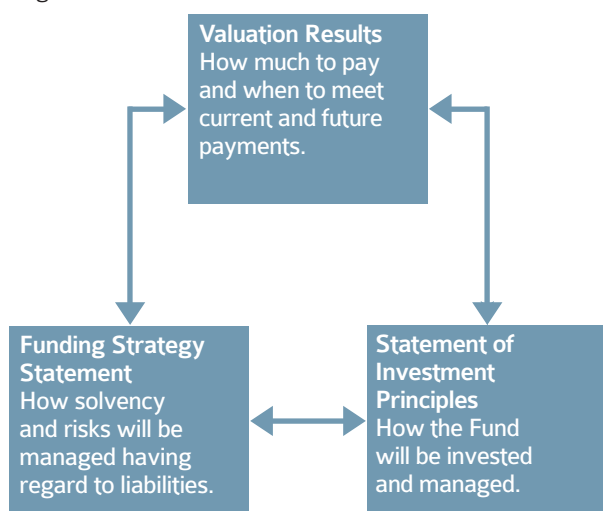 Valuation Results
How much to pay
and when to meet
current and future
payments.
Funding Strategy
Statement
How solvency
and risks will be
managed having
regard to liabilities.
Statement of
Investment
Principles
How the Fund
will be invested
and managed.